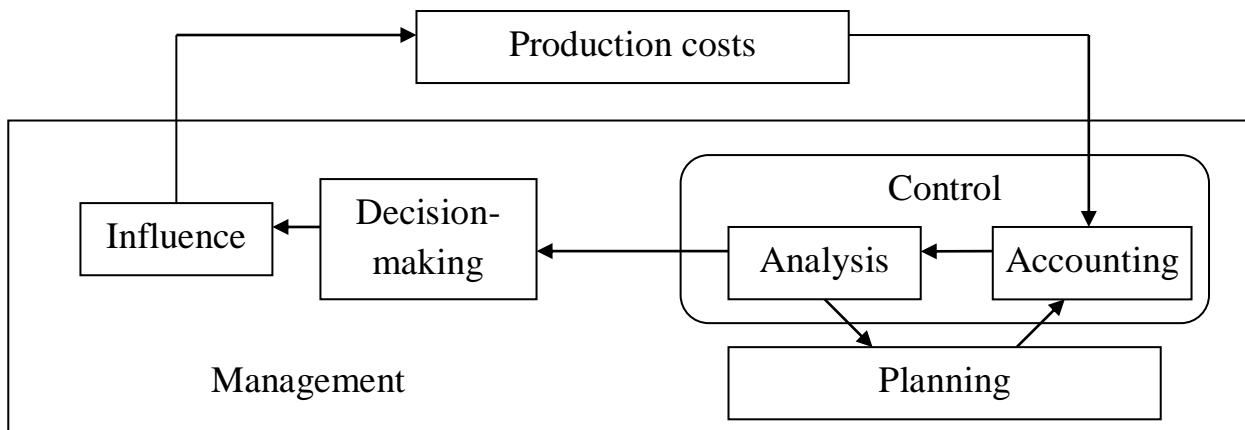 Production costs
Control
Influence
Decision-
making
Analysis
Accounting
Management
Planning